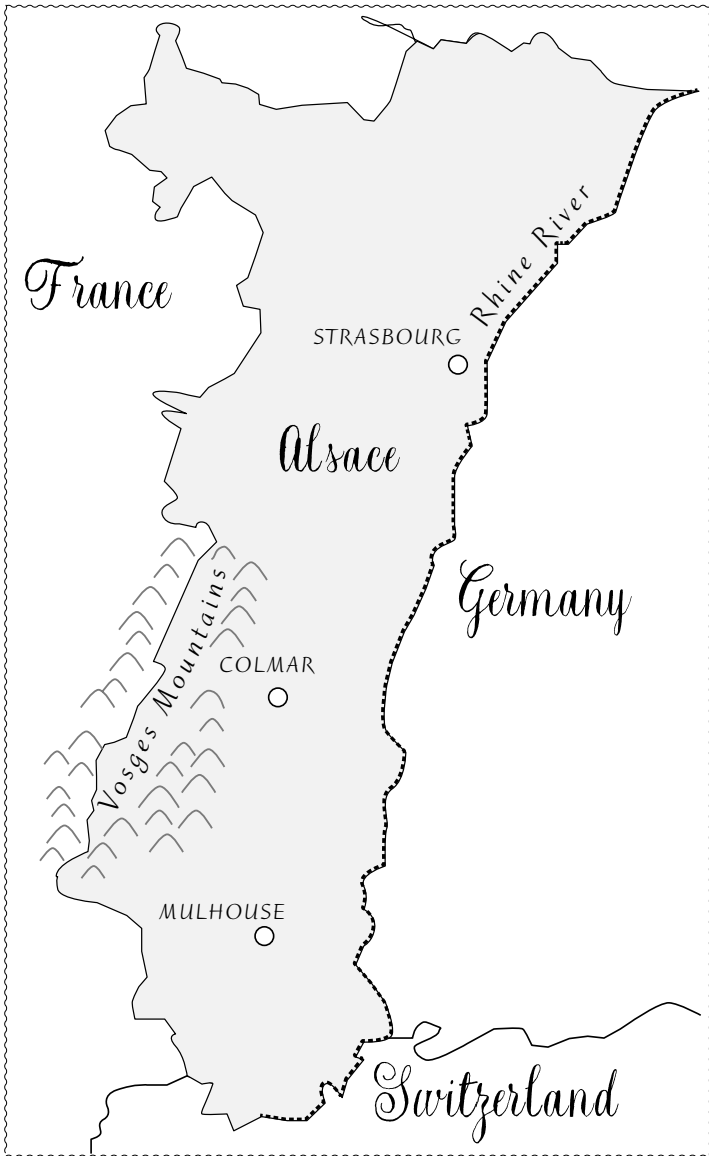 Rhine River
France
STRASBOURG
Alsace
Germany
Vosges Mountains
COLMAR
MULHOUSE
Switzerland